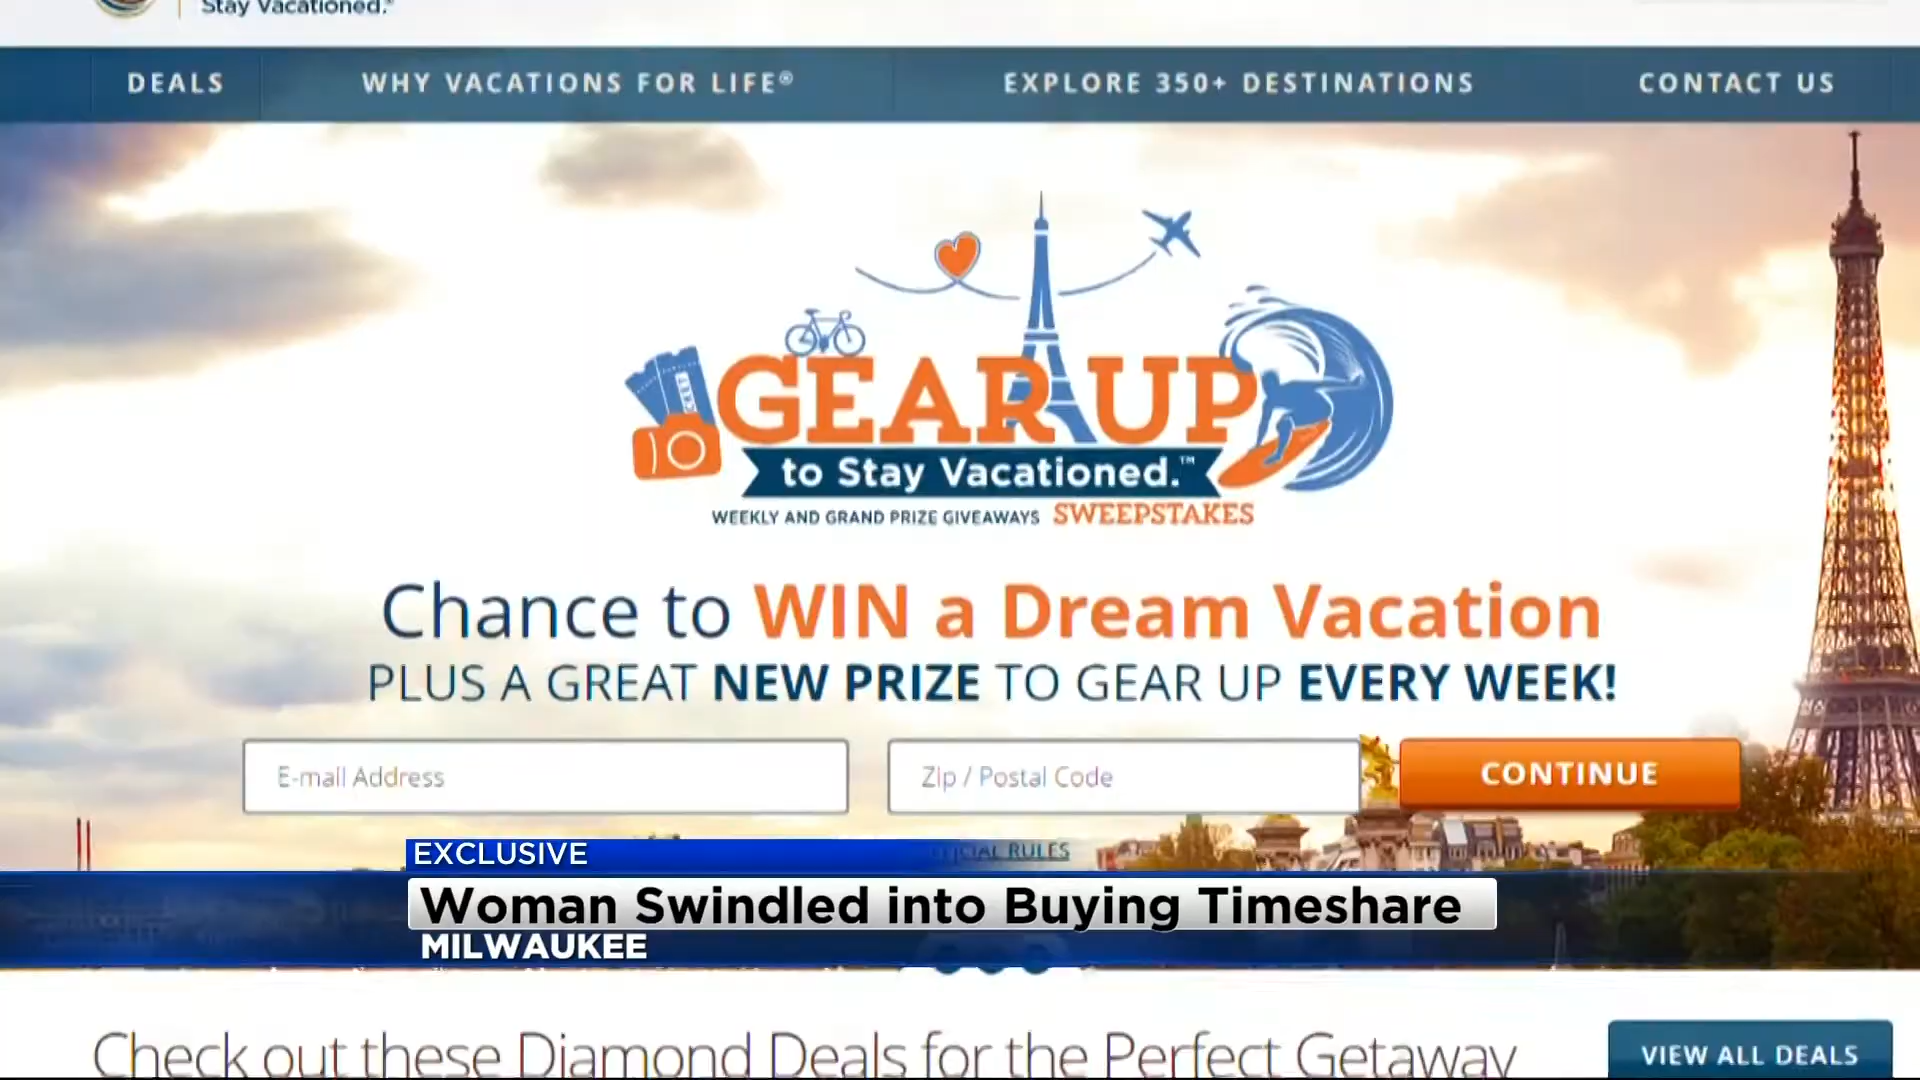 Stay Vacationed.®
DEALS
WHY VACATIONS FOR LIFE®
EXPLORE 350+ DESTINATIONS
CONTACT US
GEAR UP
to Stay Vacationed.™
WEEKLY AND GRAND PRIZE GIVEAWAYS SWEEPSTAKES
Chance to WIN a Dream Vacation
PLUS A GREAT NEW PRIZE TO GEAR UP EVERY WEEK!
E-mail Address
Zip / Postal Code
CONTINUE
RULES
EXCLUSIVE
Woman Swindled into Buying Timeshare
MILWAUKEE
Check out these Diamond Deals for the Perfect Getaway
VIEW ALL DEALS